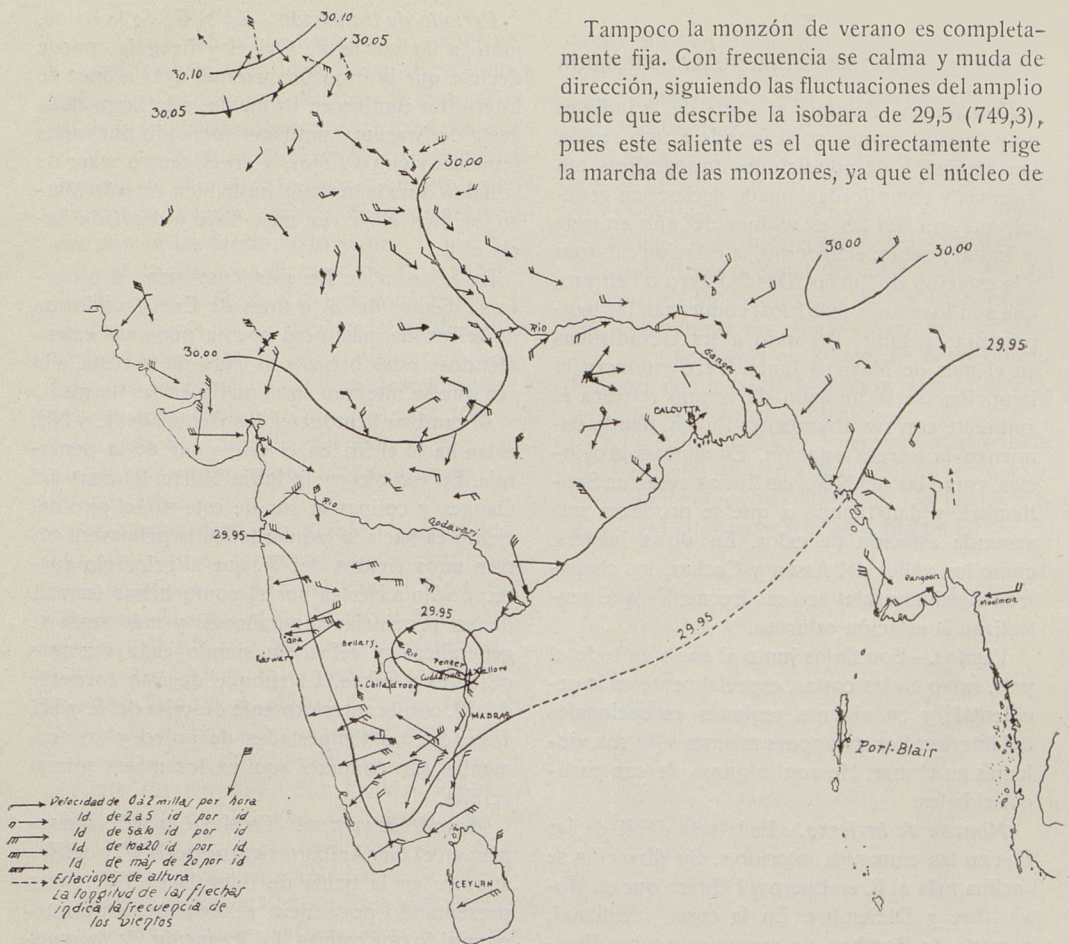 Tampoco la monzón de verano es completa-
mente fija. Con frecuencia se calma y muda de
dirección, siguiendo las fluctuaciones del amplio
bucle que describe la isobara de 29,5 (749,3),
pues este saliente es el que directamente rige
la marcha de las monzones, ya que el núcleo de
30,10
30,05
30,10
30,05
30,00
30,00
30,00
30,00
29,95
Rio
Ganges
CALCUTTA
Rio
Godavari
29,95
29,95
29,95
Rangoon
Moulmein
Goa
Karwar
Bellary
Rio
Penner
Cuddapah
Nellore
Chitaldroog
MADRAS
Port-Blair
CEYLAN
Velocidad de 0 a 2 millas por hora
Id de 2 a 5 id por id
Id de 5 a 10 id por id
Id de 10 a 20 id por id
Id de más de 20 por id
Estaciones de altura
La longitud de las flechas
indica la frecuencia de
los vientos